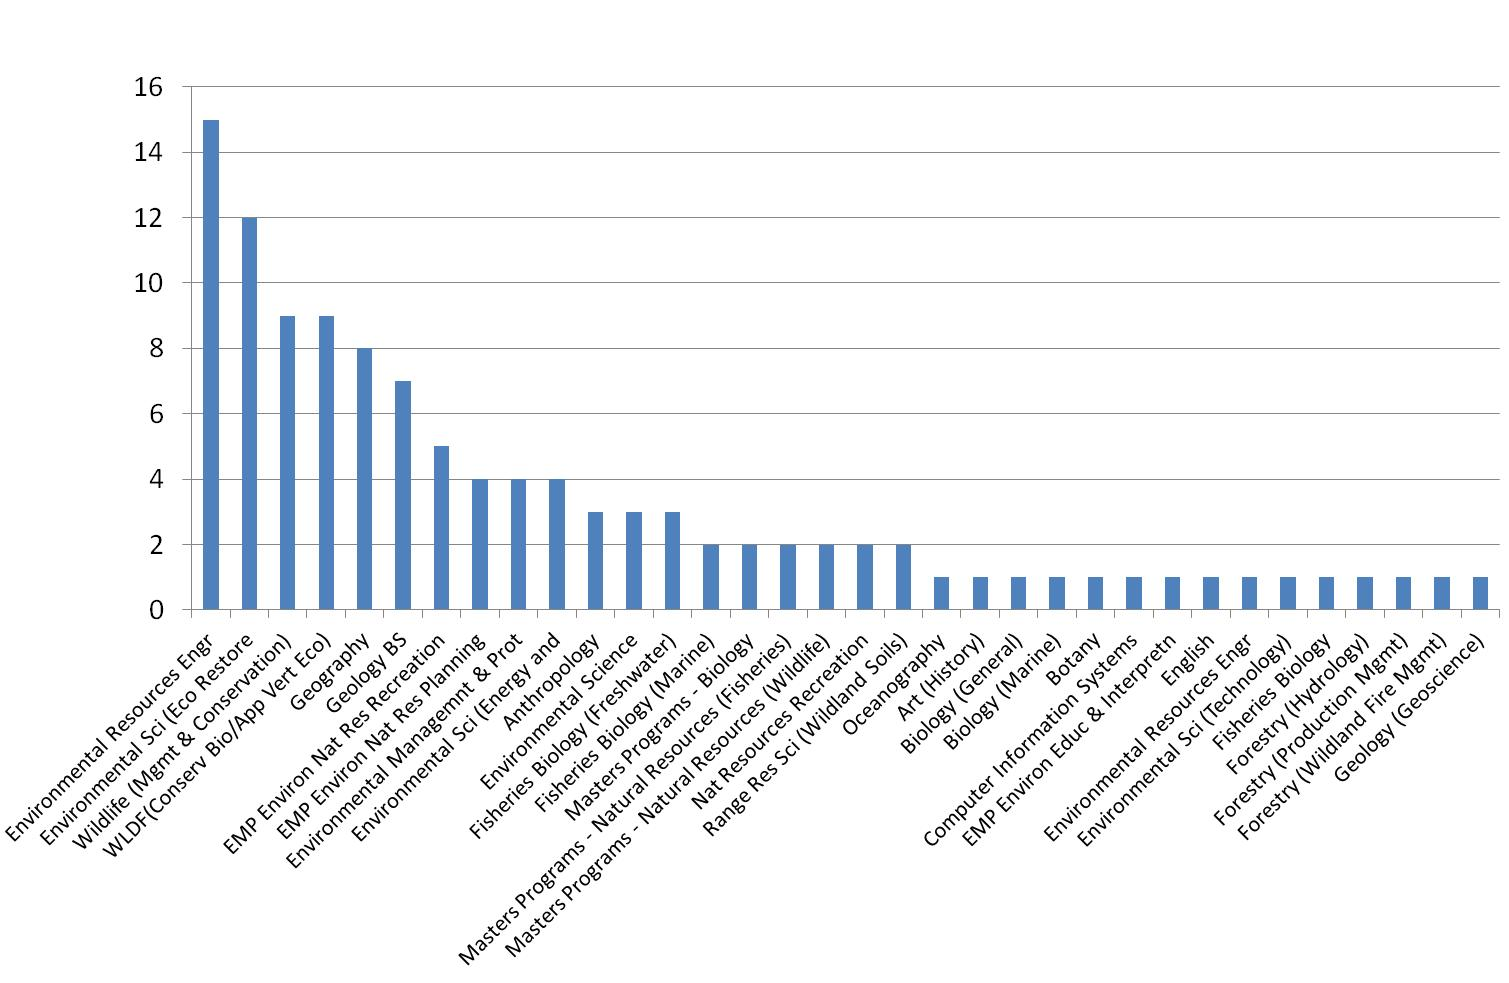 16
14
12
10
8
6
4
2
0
Environmental Resources Engr
Environmental Sci (Eco Restore
Wildlife (Mgmt & Conservation)
WLDF(Conserv Bio/App Vert Eco)
Geography
Geology BS
EMP Environ Nat Res Recreation
EMP Environ Nat Res Planning
Environmental Managemnt & Prot
Environmental Sci (Energy and
Anthropology
Environmental Science
Fisheries Biology (Freshwater)
Fisheries Biology (Marine)
Masters Programs - Biology
Masters Programs - Natural Resources (Fisheries)
Masters Programs - Natural Resources (Wildlife)
Nat Resources Recreation
Range Res Sci (Wildland Soils)
Oceanography
Art (History)
Biology (General)
Biology (Marine)
Botany
Computer Information Systems
EMP Environ Educ & Interpretn
English
Environmental Resources Engr
Environmental Sci (Technology)
Fisheries Biology
Forestry (Hydrology)
Forestry (Production Mgmt)
Forestry (Wildland Fire Mgmt)
Geology (Geoscience)